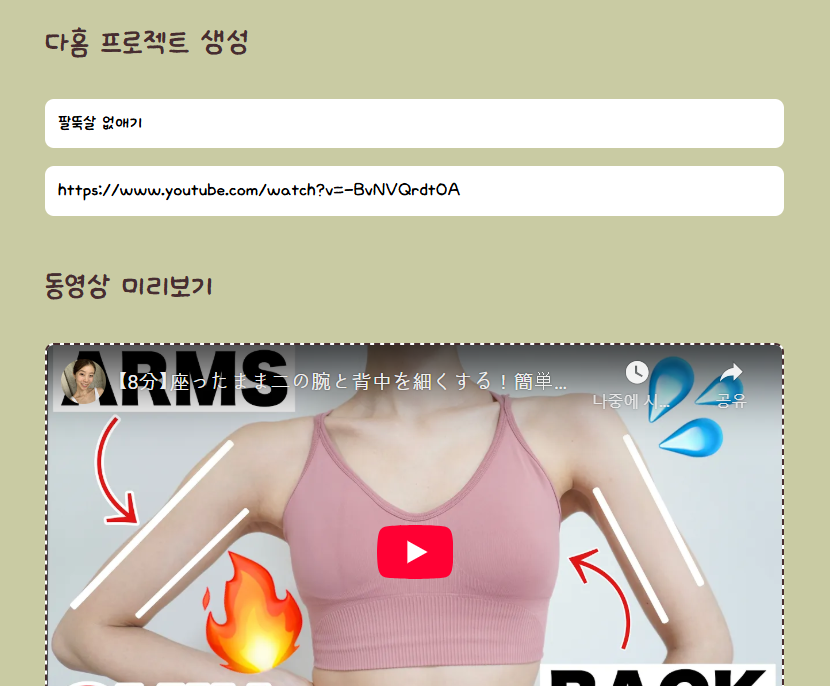 다홈 프로젝트 생성
팔뚝살 없애기
https://www.youtube.com/watch?v=-BvNVQrdtOA
동영상 미리보기
ARMS
【8分】座ったまま二の腕と背中を細くする！簡単...
나중에 시...
공유
BACK